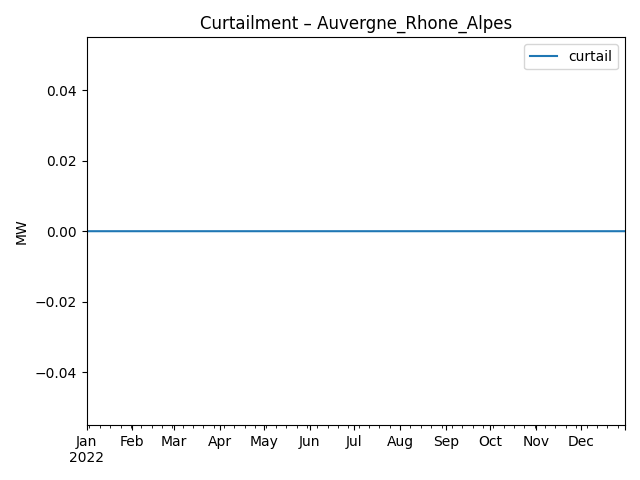 Curtailment – Auvergne_Rhone_Alpes
curtail
0.04
0.02
0.00
−0.02
−0.04
MW
Jan Feb Mar Apr May Jun Jul Aug Sep Oct Nov Dec
2022